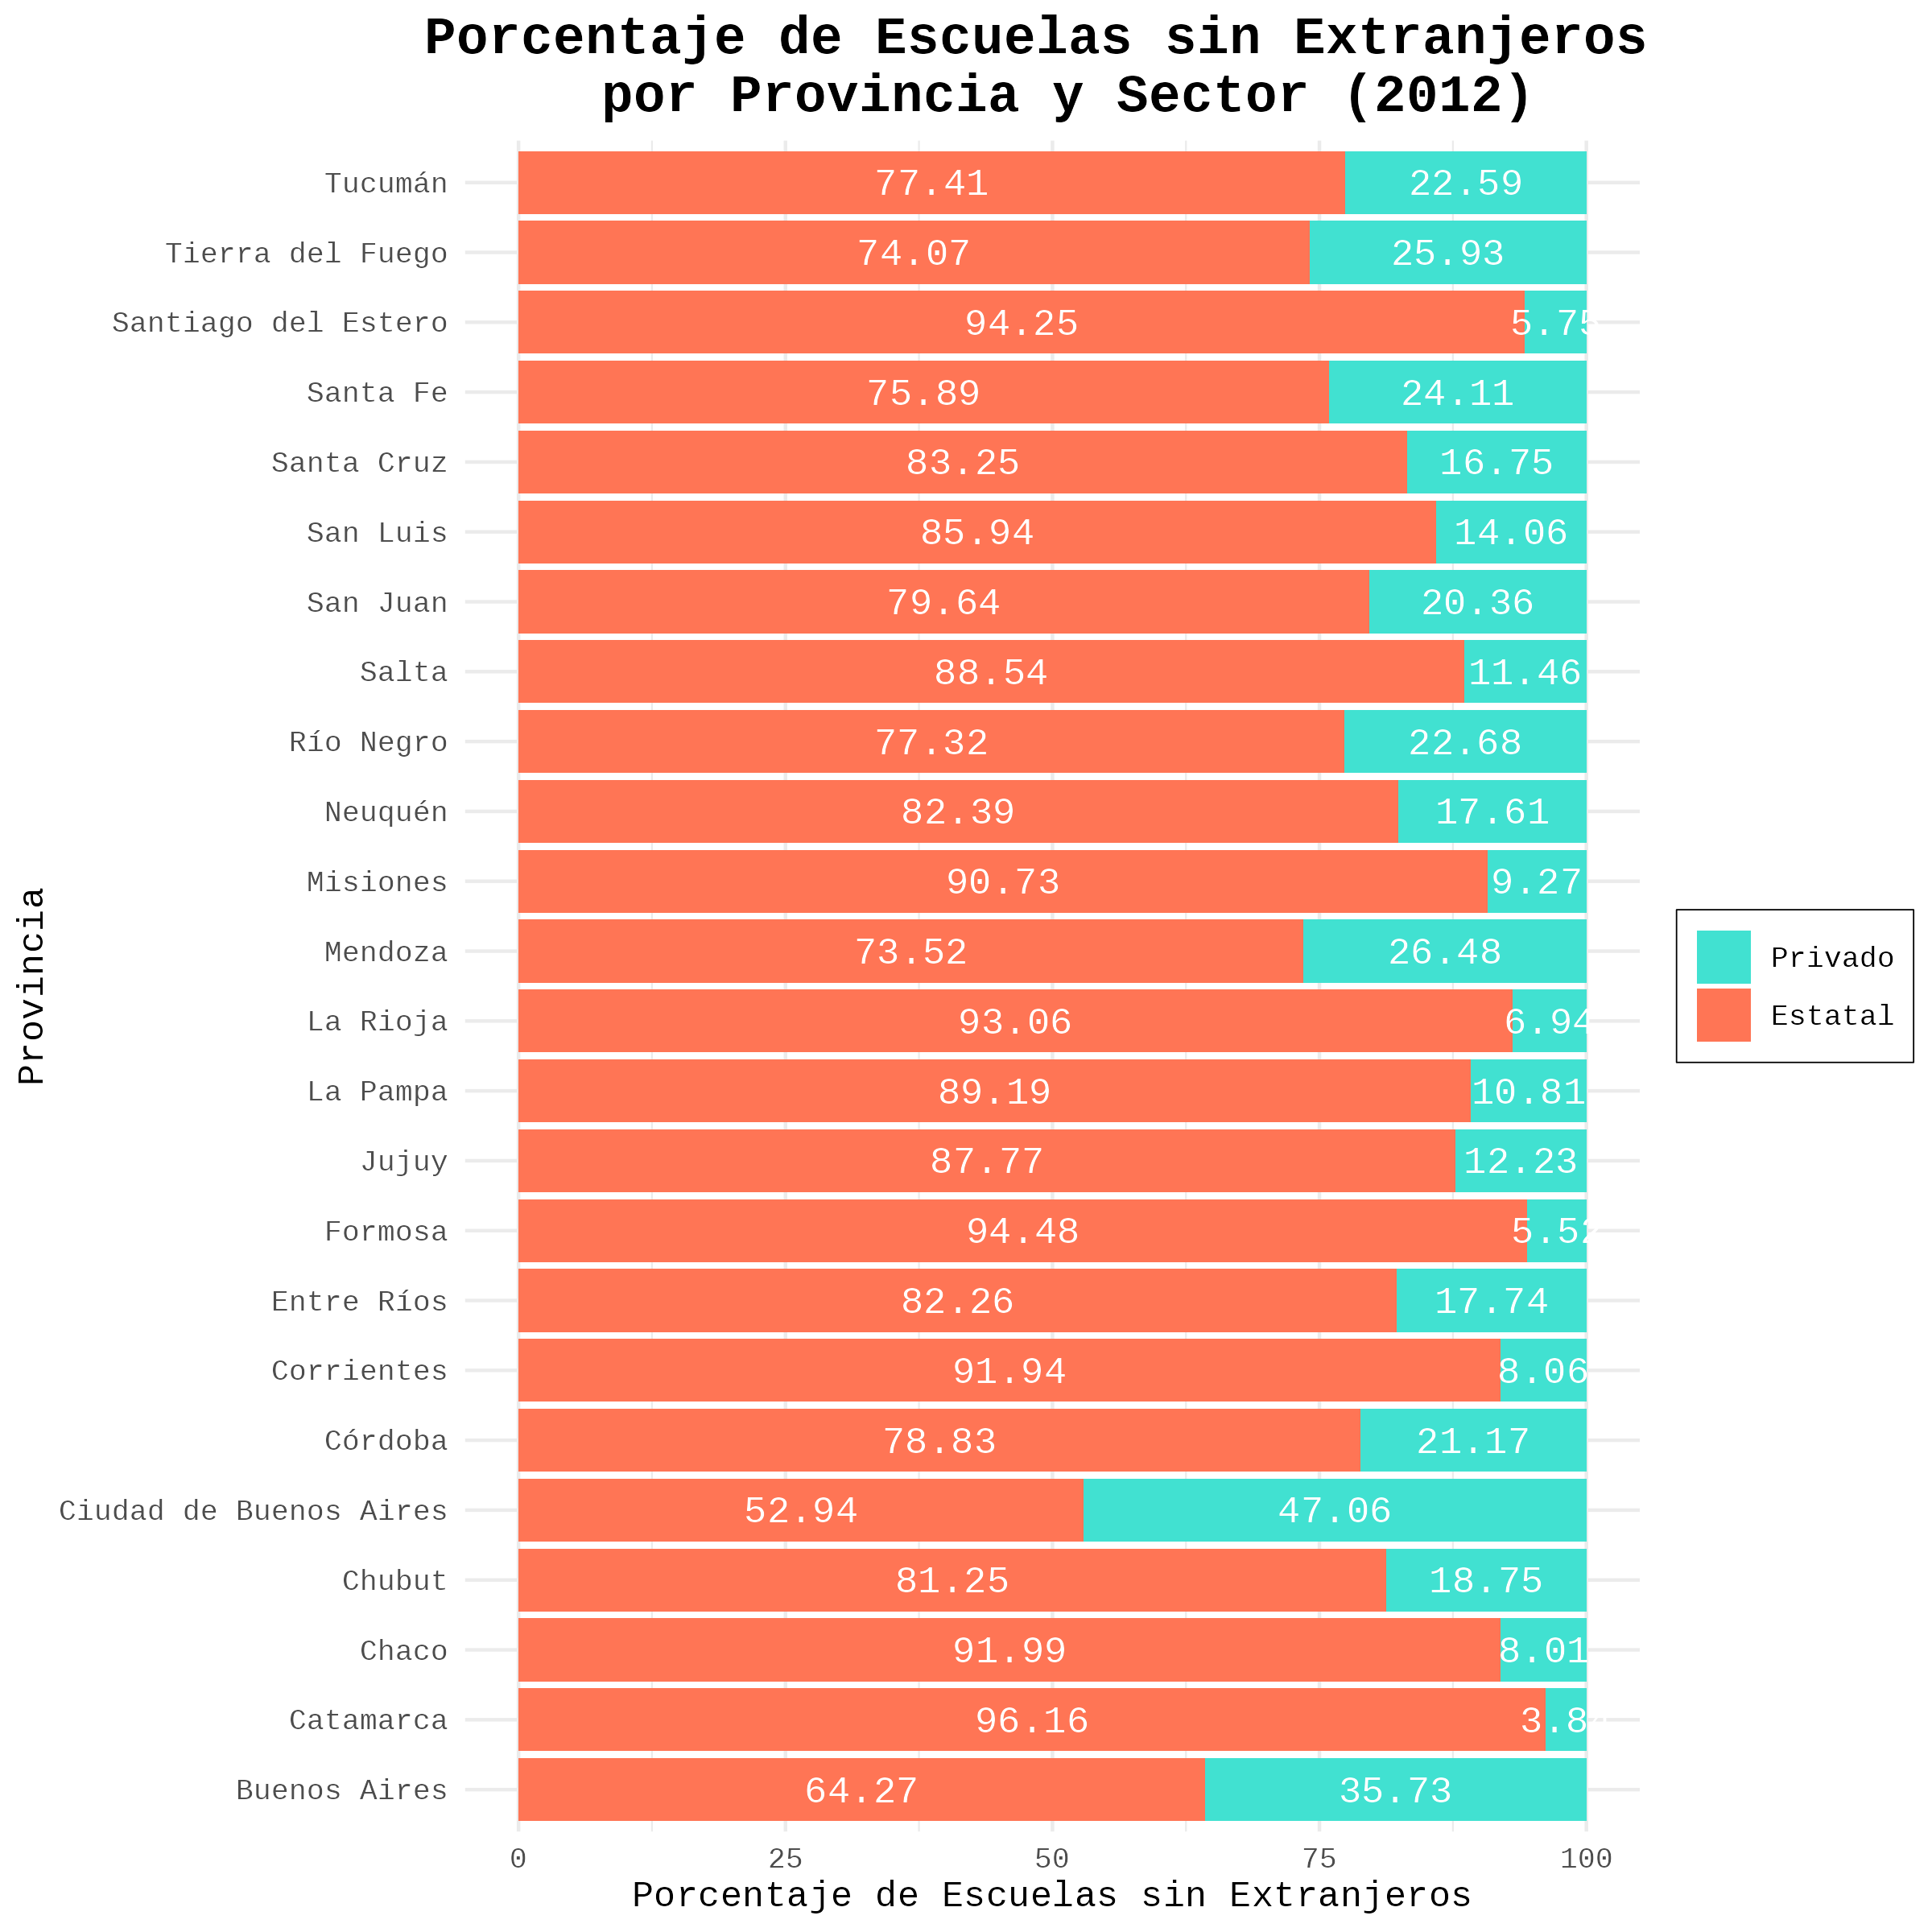 Porcentaje de Escuelas sin Extranjeros
por Provincia y Sector (2012)
Provincia
Tucumán 77.41 22.59
Tierra del Fuego 74.07 25.93
Santiago del Estero 94.25 5.75
Santa Fe 75.89 24.11
Santa Cruz 83.25 16.75
San Luis 85.94 14.06
San Juan 79.64 20.36
Salta 88.54 11.46
Río Negro 77.32 22.68
Neuquén 82.39 17.61
Misiones 90.73 9.27
Mendoza 73.52 26.48
La Rioja 93.06 6.94
La Pampa 89.19 10.81
Jujuy 87.77 12.23
Formosa 94.48 5.52
Entre Ríos 82.26 17.74
Corrientes 91.94 8.06
Córdoba 78.83 21.17
Ciudad de Buenos Aires 52.94 47.06
Chubut 81.25 18.75
Chaco 91.99 8.01
Catamarca 96.16
Buenos Aires 64.27 35.73
0 25 50 75 100
Porcentaje de Escuelas sin Extranjeros
Privado
Estatal